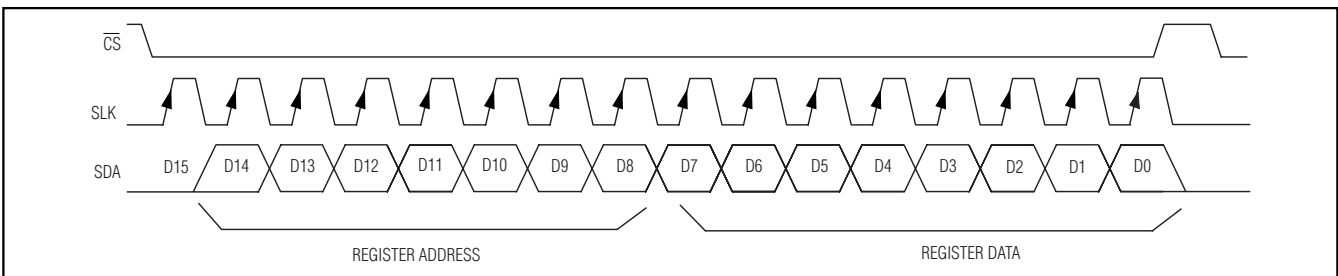 CS
SLK
SDA D15 D14 D13 D12 D11 D10 D9 D8 D7 D6 D5 D4 D3 D2 D1 D0
REGISTER ADDRESS REGISTER DATA